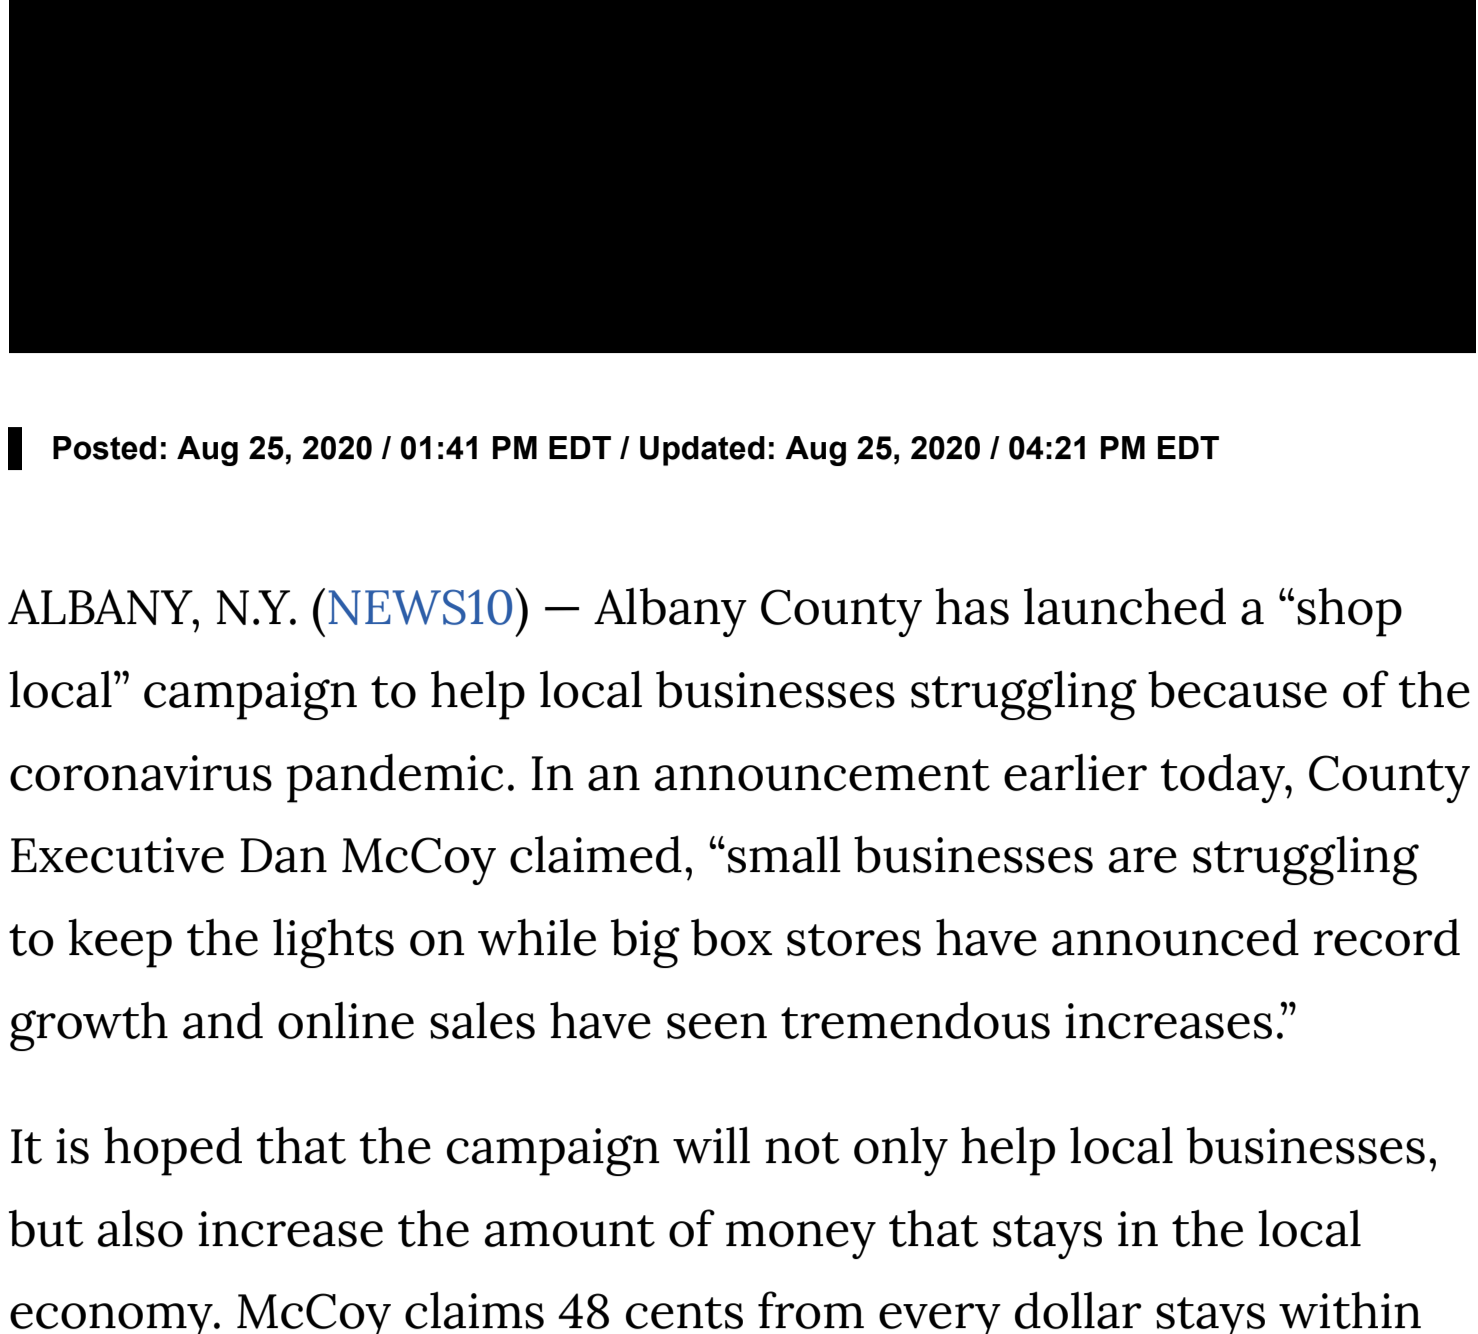 Posted: Aug 25, 2020 / 01:41 PM EDT / Updated: Aug 25, 2020 / 04:21 PM EDT
ALBANY, N.Y. (NEWS10) — Albany County has launched a “shop
local” campaign to help local businesses struggling because of the
coronavirus pandemic. In an announcement earlier today, County
Executive Dan McCoy claimed, “small businesses are struggling
to keep the lights on while big box stores have announced record
growth and online sales have seen tremendous increases.”
It is hoped that the campaign will not only help local businesses,
but also increase the amount of money that stays in the local
economy. McCoy claims 48 cents from every dollar stays within